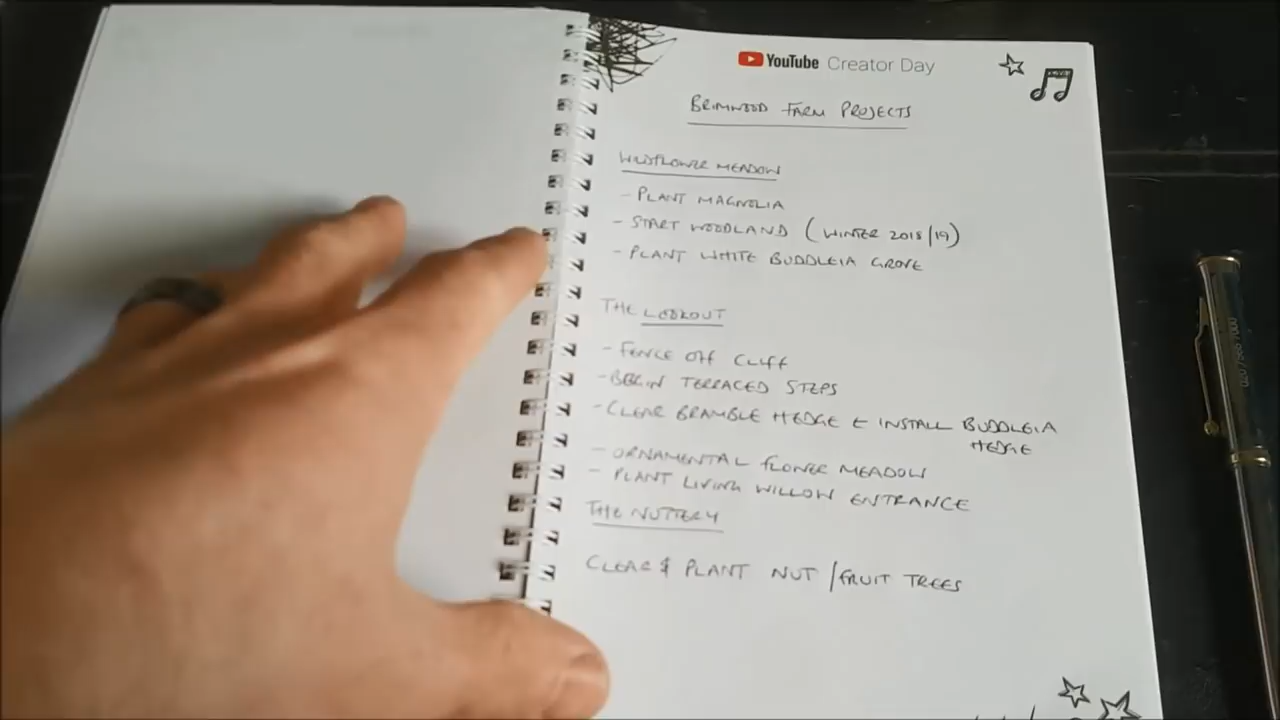 YouTube Creator Day
BRIMWOOD FARM PROJECTS
WILDFLOWER MEADOW
- PLANT MAGNOLIA
- START WOODLAND (WINTER 2018/19)
- PLANT WHITE BUDDLEIA GROVE
THE LOOKOUT
- FENCE OFF CLIFF
- BEGIN TERRACED STEPS
- CLEAR BRAMBLE HEDGE & INSTALL BUDDLEIA
HEDGE
- ORNAMENTAL FLOWER MEADOW
- PLANT LIVING WILLOW ENTRANCE
THE NUTTERY
CLEAR & PLANT NUT / FRUIT TREES